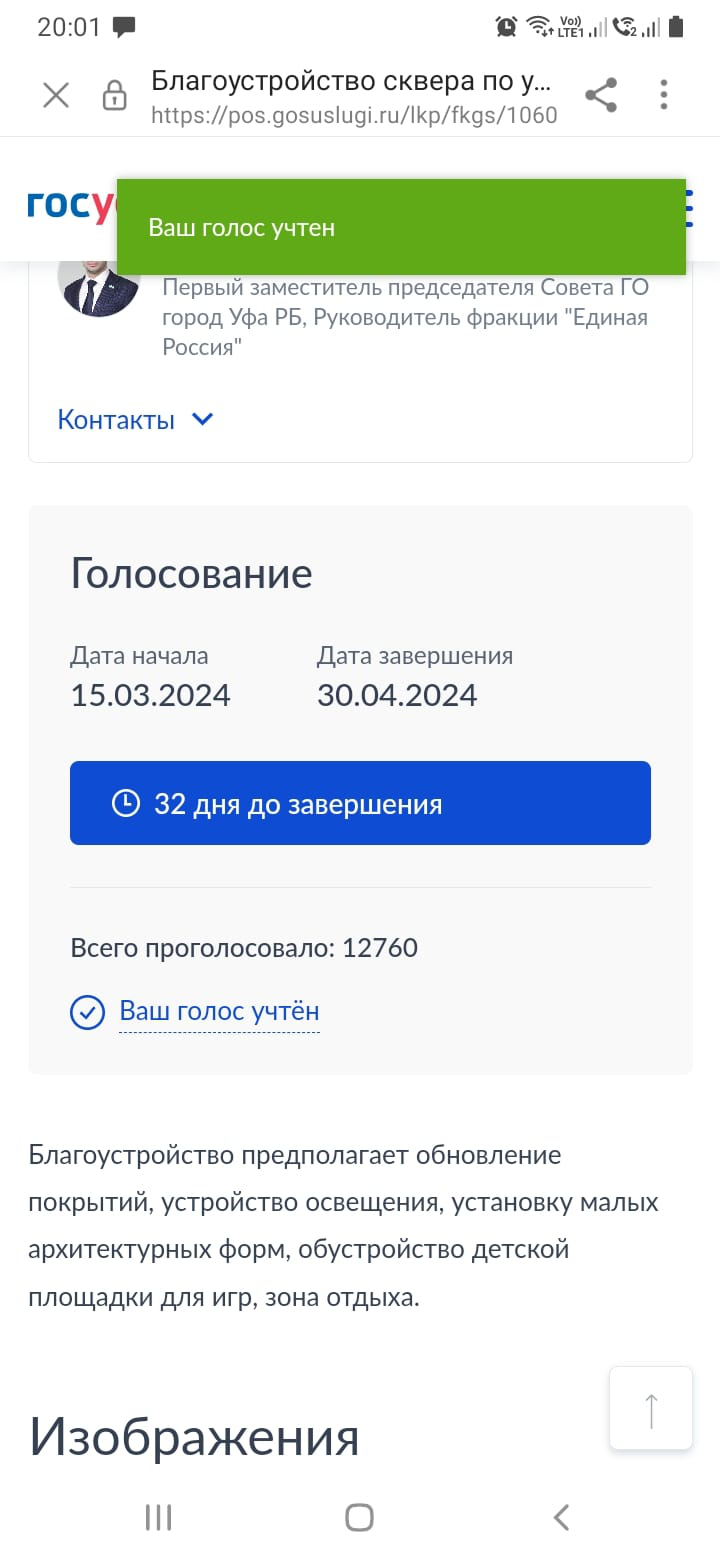 20:01
Vo))
LTE1
2
Благоустройство сквера по у...
https://pos.gosuslugi.ru/lkp/fkgs/1060
госу
Ваш голос учтен
Первый заместитель председателя Совета ГО
город Уфа РБ, Руководитель фракции "Единая
Россия"
Контакты
Голосование
Дата начала
Дата завершения
15.03.2024
30.04.2024
32 дня до завершения
Всего проголосовало: 12760
Ваш голос учтён
Благоустройство предполагает обновление
покрытий, устройство освещения, установку малых
архитектурных форм, обустройство детской
площадки для игр, зона отдыха.
Изображения